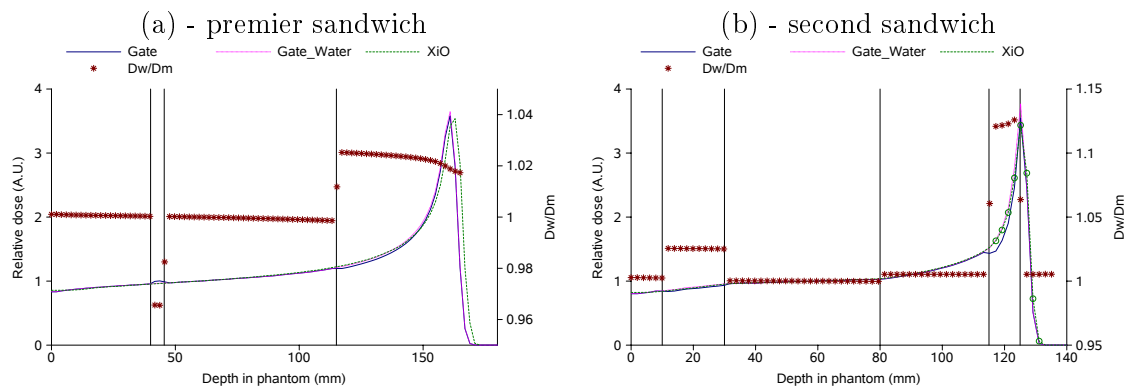 (a) - premier sandwich
Gate Gate_Water XiO
Dw/Dm
4 3 2 1 0
Relative dose (A.U.)
1.04 1.02 1 0.98 0.96
Dw/Dm
0 50 100 150
Depth in phantom (mm)
(b) - second sandwich
Gate Gate_Water XiO
Dw/Dm
4 3 2 1 0
Relative dose (A.U.)
1.15 1.1 1.05 1 0.95
Dw/Dm
0 20 40 60 80 100 120 140
Depth in phantom (mm)